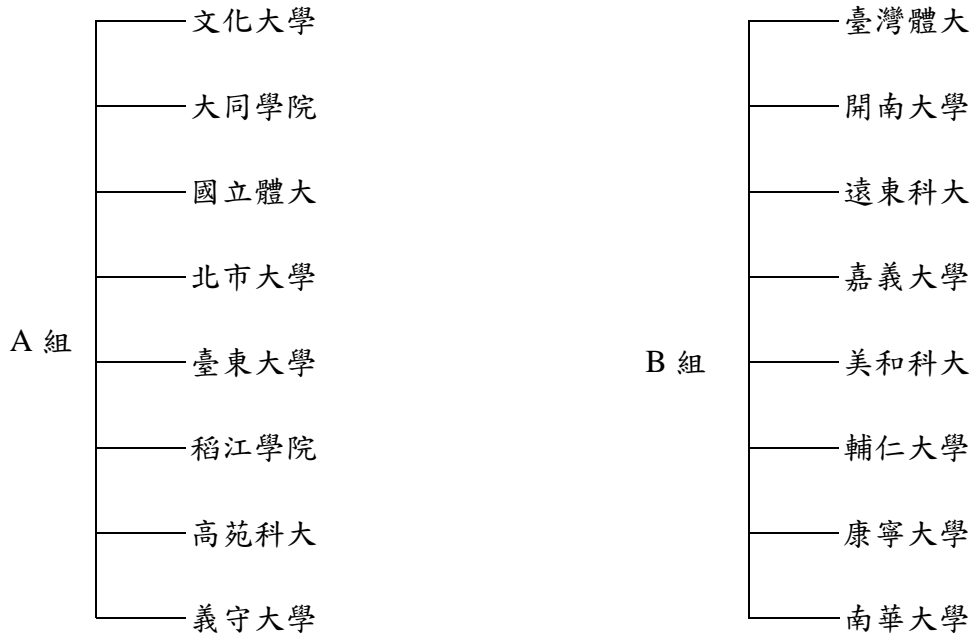 A 組
文化大學
大同學院
國立體大
北市大學
臺東大學
稻江學院
高苑科大
義守大學
B 組
臺灣體大
開南大學
遠東科大
嘉義大學
美和科大
輔仁大學
康寧大學
南華大學